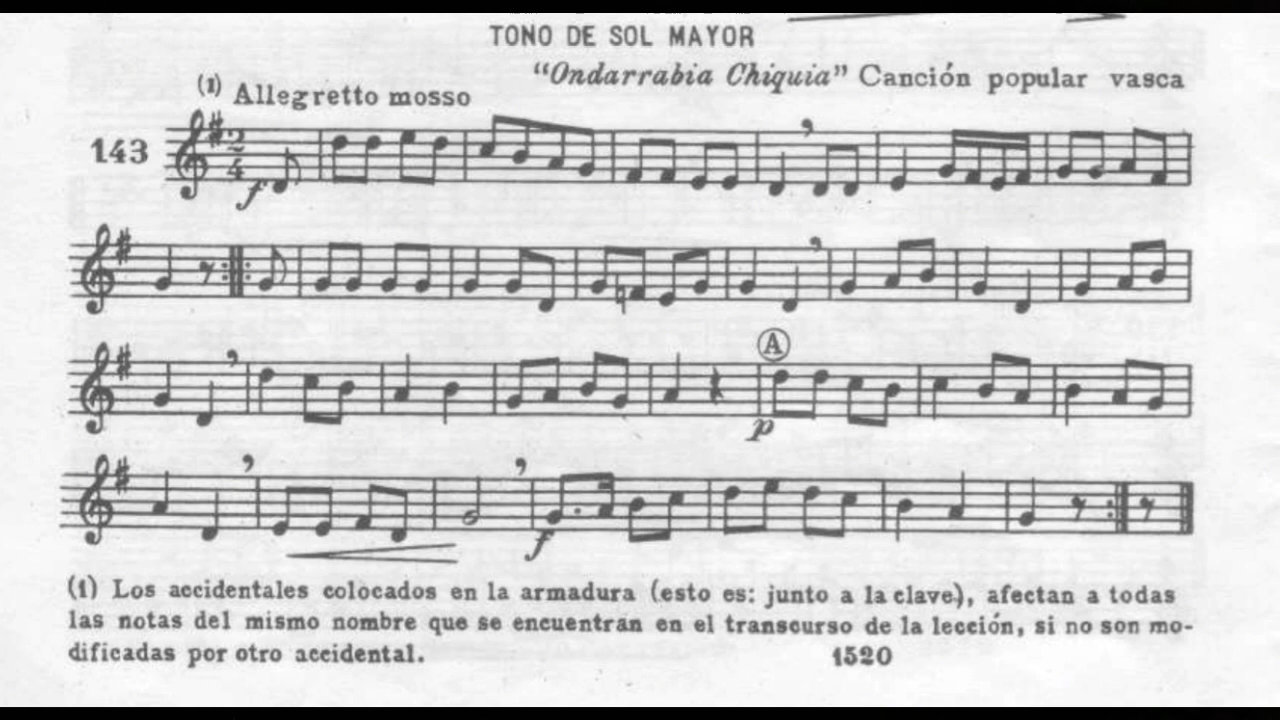 TONO DE SOL MAYOR
“Ondarrabia Chiquia” Canción popular vasca
(1) Allegretto mosso
143
2
4
f
A
p
f
(1) Los accidentales colocados en la armadura (esto es: junto a la clave), afectan a todas
las notas del mismo nombre que se encuentran en el transcurso de la lección, si no son mo-
dificadas por otro accidental.
1520